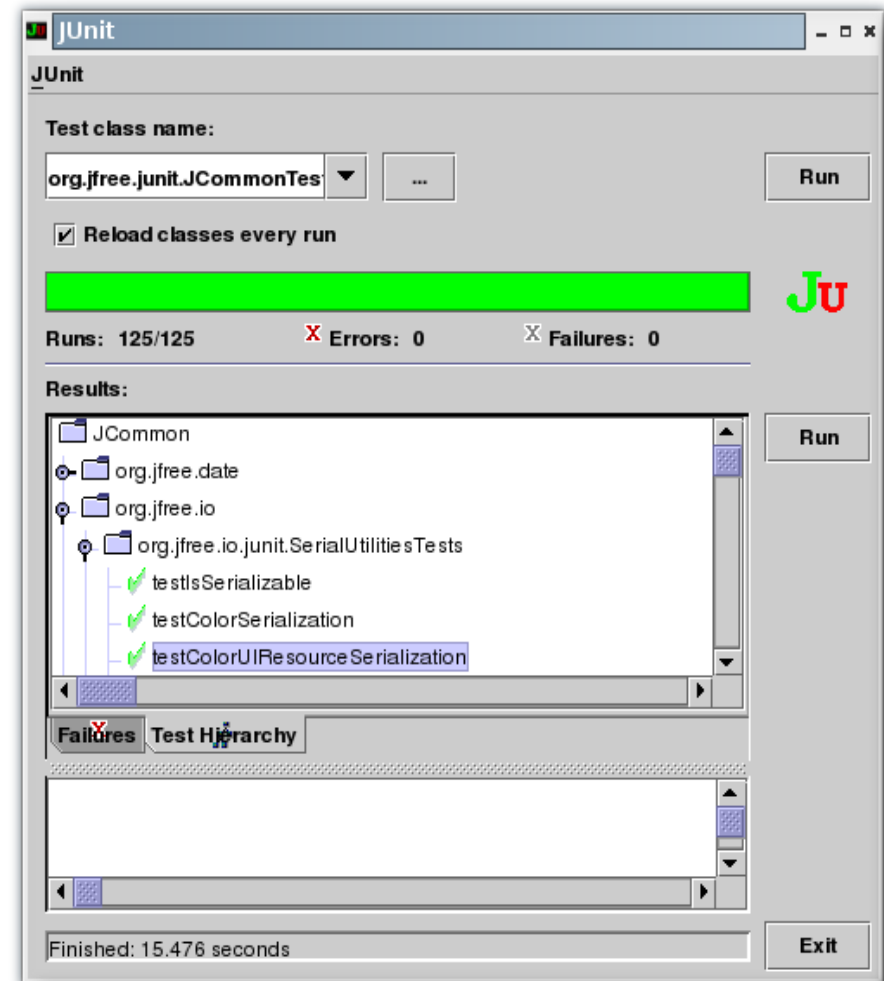 JUnit
JUnit
Test class name:
org.jfree.junit.JCommonTes
...
Run
Reload classes every run
JU
Runs: 125/125
X Errors: 0
X Failures: 0
Results:
JCommon
Run
org.jfree.date
org.jfree.io
org.jfree.io.junit.SerialUtilitiesTests
testIsSerializable
testColorSerialization
testColorUIResourceSerialization
Failures
Test Hierarchy
Finished: 15.476 seconds
Exit